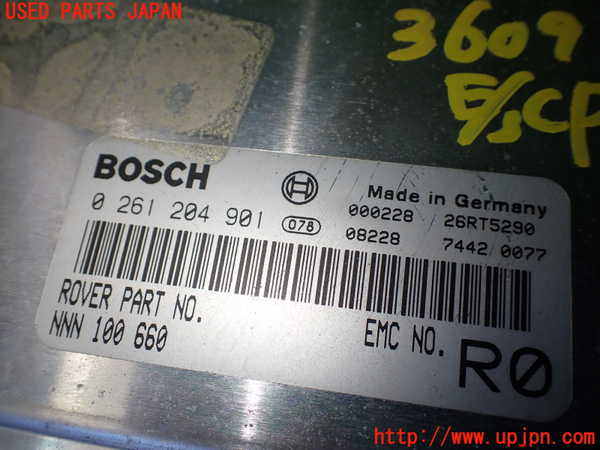 USED PARTS JAPAN
3609
E/gCP
BOSCH
Made in Germany
0 261 204 901
078
000228 26RT5290
08228 7442 0077
ROVER PART NO.
NNN 100 660
EMC NO.
R0
http://www.upjpn.com